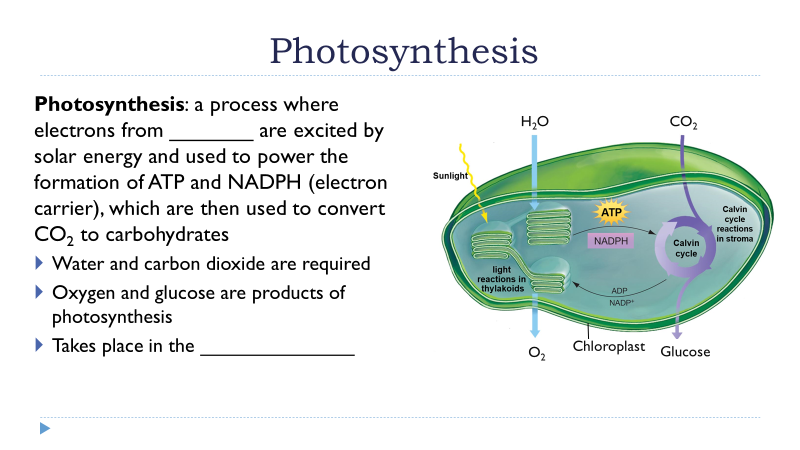 Photosynthesis
Photosynthesis: a process where
electrons from ________ are excited by
solar energy and used to power the
formation of ATP and NADPH (electron
carrier), which are then used to convert
CO₂ to carbohydrates
Water and carbon dioxide are required
Oxygen and glucose are products of
photosynthesis
Takes place in the _______________
H₂O
CO₂
Sunlight
ATP
NADPH
Calvin
cycle
reactions
in stroma
Calvin
cycle
light
reactions in
thylakoids
ADP
NADP⁺
O₂
Chloroplast
Glucose